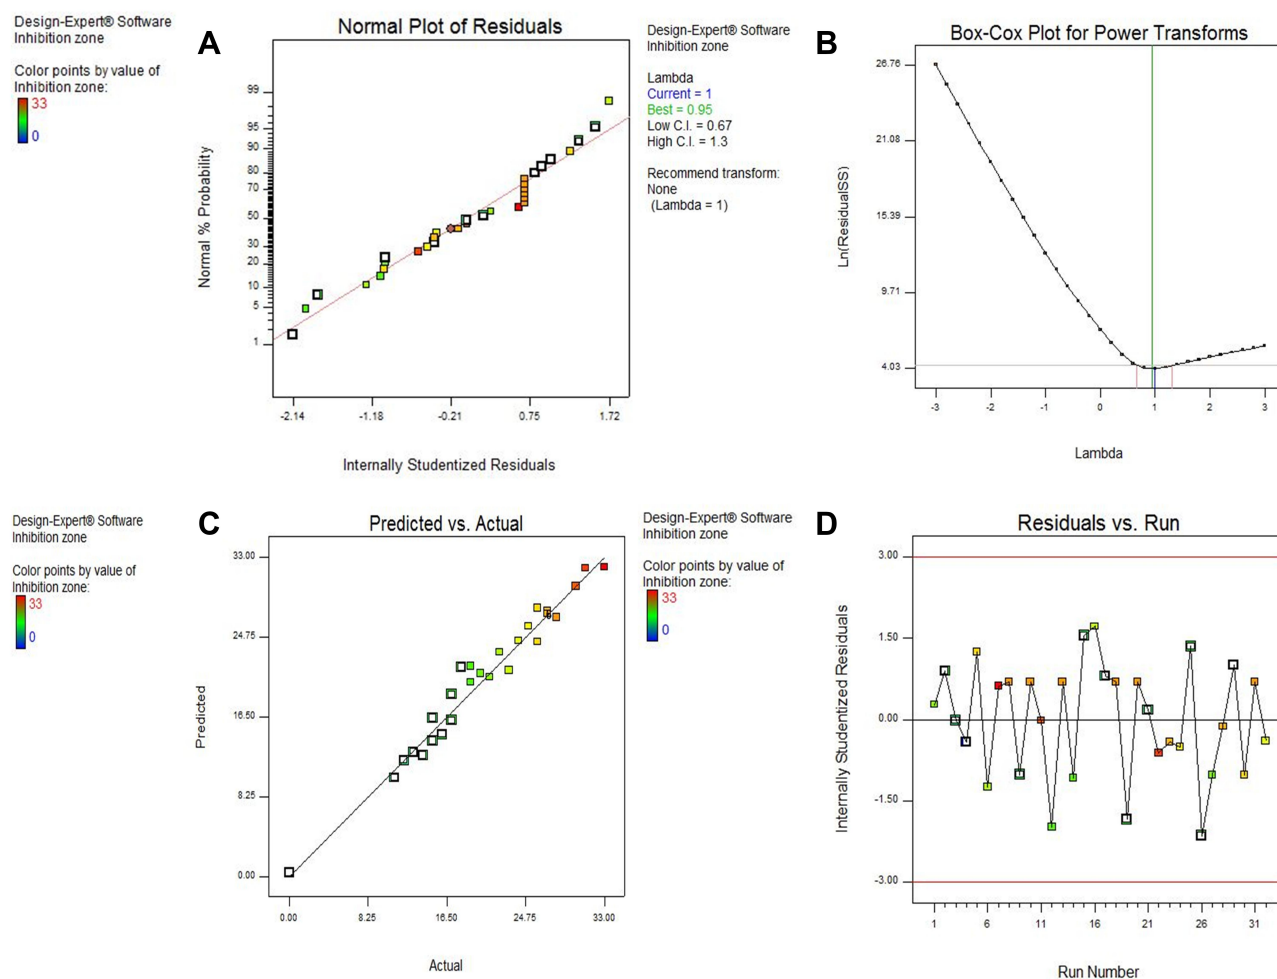 Design-Expert® Software
Inhibition zone
Color points by value of
Inhibition zone:
33
0
A
Normal Plot of Residuals
Normal % Probability
99
95
90
80
70
50
30
20
10
5
1
-2.14
-1.18
-0.21
0.75
1.72
Internally Studentized Residuals
Design-Expert® Software
Inhibition zone
Lambda
Current = 1
Best = 0.95
Low C.I. = 0.67
High C.I. = 1.3
Recommend transform:
None
(Lambda = 1)
B
Box-Cox Plot for Power Transforms
Ln(ResidualSS)
26.76
21.08
15.39
9.71
4.03
-3
-2
-1
0
1
2
3
Lambda
Design-Expert® Software
Inhibition zone
Color points by value of
Inhibition zone:
33
0
C
Predicted vs. Actual
Predicted
33.00
24.75
16.50
8.25
0.00
0.00
8.25
16.50
24.75
33.00
Actual
Design-Expert® Software
Inhibition zone
Color points by value of
Inhibition zone:
33
0
D
Residuals vs. Run
Internally Studentized Residuals
3.00
1.50
0.00
-1.50
-3.00
1
6
11
16
21
26
31
Run Number